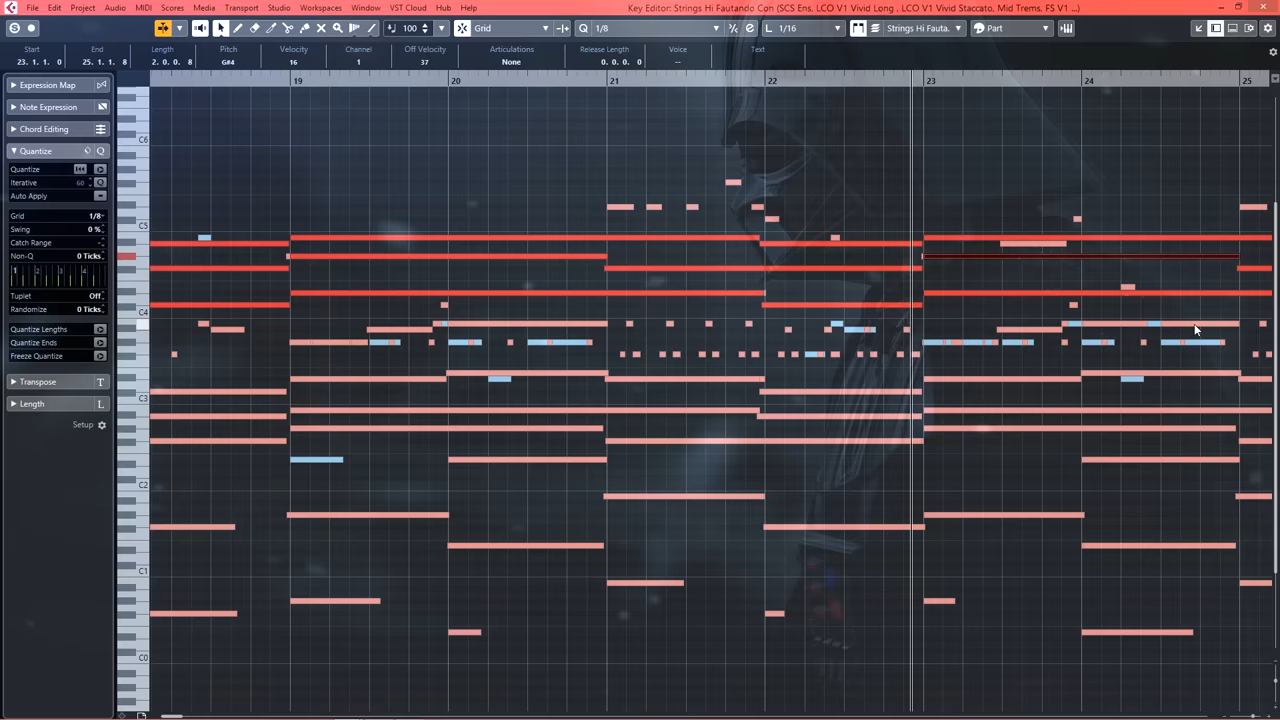 File Edit Project Audio MIDI Scores Media Transport Studio Workspaces Window VST Cloud Hub Help Key Editor: Strings Hi Fautando Con (SCS Ens. LCO V1 Vivid Long , LCO V1 Vivid Staccato, Mid Trems, FS V1 ...)
S 100 Grid Q 1/8 L 1/16 Strings Hi Fauta. Part
Start End Length Pitch Velocity Channel Off Velocity Articulations Release Length Voice Text
23. 1. 1. 0 25. 1. 1. 8 2. 0. 0. 8 G#4 16 1 37 None 0. 0. 0. 0 --
Expression Map
Note Expression
Chord Editing
Quantize Q
Quantize
Iterative 60
Auto Apply
Grid 1/8
Swing 0 %
Catch Range -
Non-Q 0 Ticks
1 2 3 4
Tuplet Off
Randomize 0 Ticks
Quantize Lengths
Quantize Ends
Freeze Quantize
Transpose T
Length L
Setup
19 20 21 22 23 24 25
C6
C5
C4
C3
C2
C1
C0